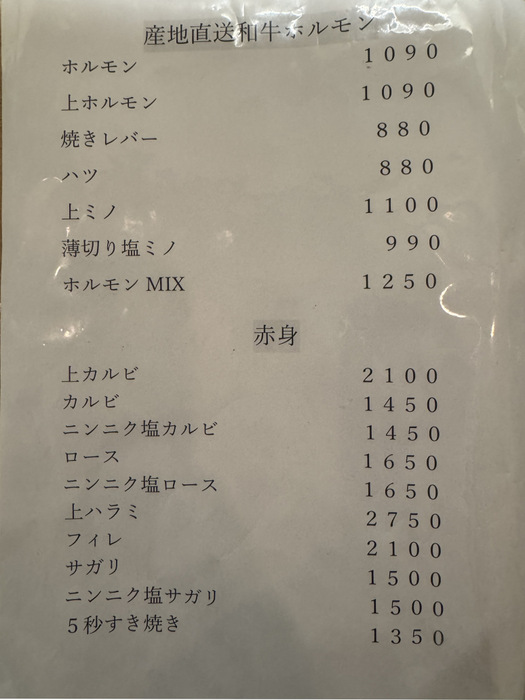 産地直送和牛ホルモン
ホルモン 1090
上ホルモン 1090
焼きレバー 880
ハツ 880
上ミノ 1100
薄切り塩ミノ 990
ホルモン MIX 1250
赤身
上カルビ 2100
カルビ 1450
ニンニク塩カルビ 1450
ロース 1650
ニンニク塩ロース 1650
上ハラミ 2750
フィレ 2100
サガリ 1500
ニンニク塩サガリ 1500
5秒すき焼き 1350